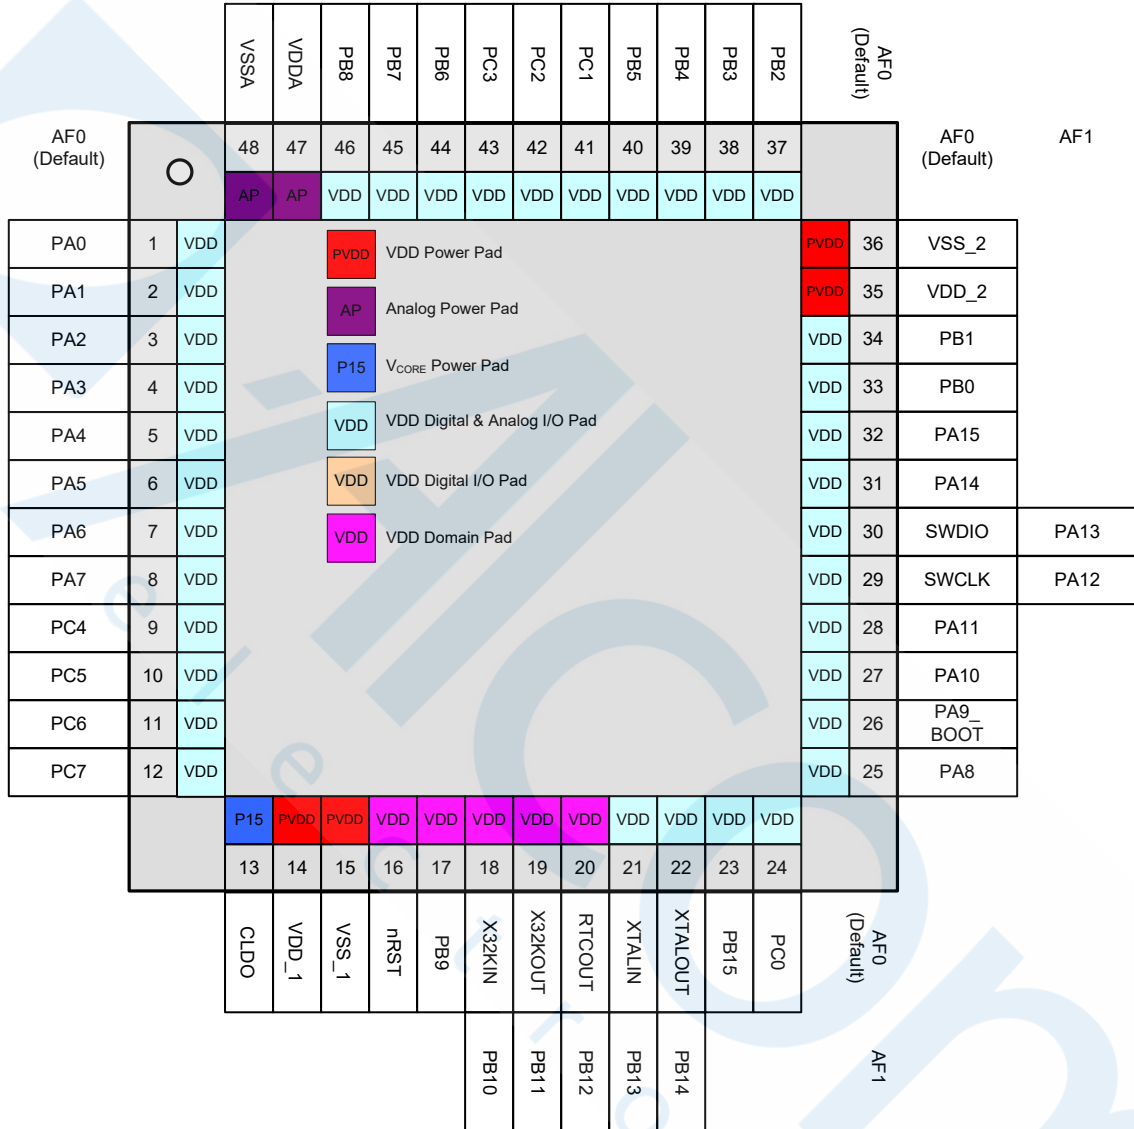 VSSA VDDA PB8 PB7 PB6 PC3 PC2 PC1 PB5 PB4 PB3 PB2 AF0 (Default)
AF0 (Default) 48 47 46 45 44 43 42 41 40 39 38 37 AF0 (Default) AF1
AP AP VDD VDD VDD VDD VDD VDD VDD VDD VDD VDD
PA0 1 VDD PVDD VDD Power Pad PVDD 36 VSS_2
PA1 2 VDD AP Analog Power Pad PVDD 35 VDD_2
PA2 3 VDD VDD 34 PB1
PA3 4 VDD P15 VCORE Power Pad VDD 33 PB0
PA4 5 VDD VDD VDD Digital & Analog I/O Pad VDD 32 PA15
PA5 6 VDD VDD VDD Digital I/O Pad VDD 31 PA14
PA6 7 VDD VDD VDD Domain Pad VDD 30 SWDIO PA13
PA7 8 VDD VDD 29 SWCLK PA12
PC4 9 VDD VDD 28 PA11
PC5 10 VDD VDD 27 PA10
PC6 11 VDD VDD 26 PA9_BOOT
PC7 12 VDD VDD 25 PA8
P15 PVDD PVDD VDD VDD VDD VDD VDD VDD VDD VDD VDD
13 14 15 16 17 18 19 20 21 22 23 24
CLDO VDD_1 VSS_1 nRST PB9 X32KIN X32KOUT RTCOUT XTALIN XTALOUT PB15 PC0 AF0 (Default)
PB10 PB11 PB12 PB13 PB14 AF1